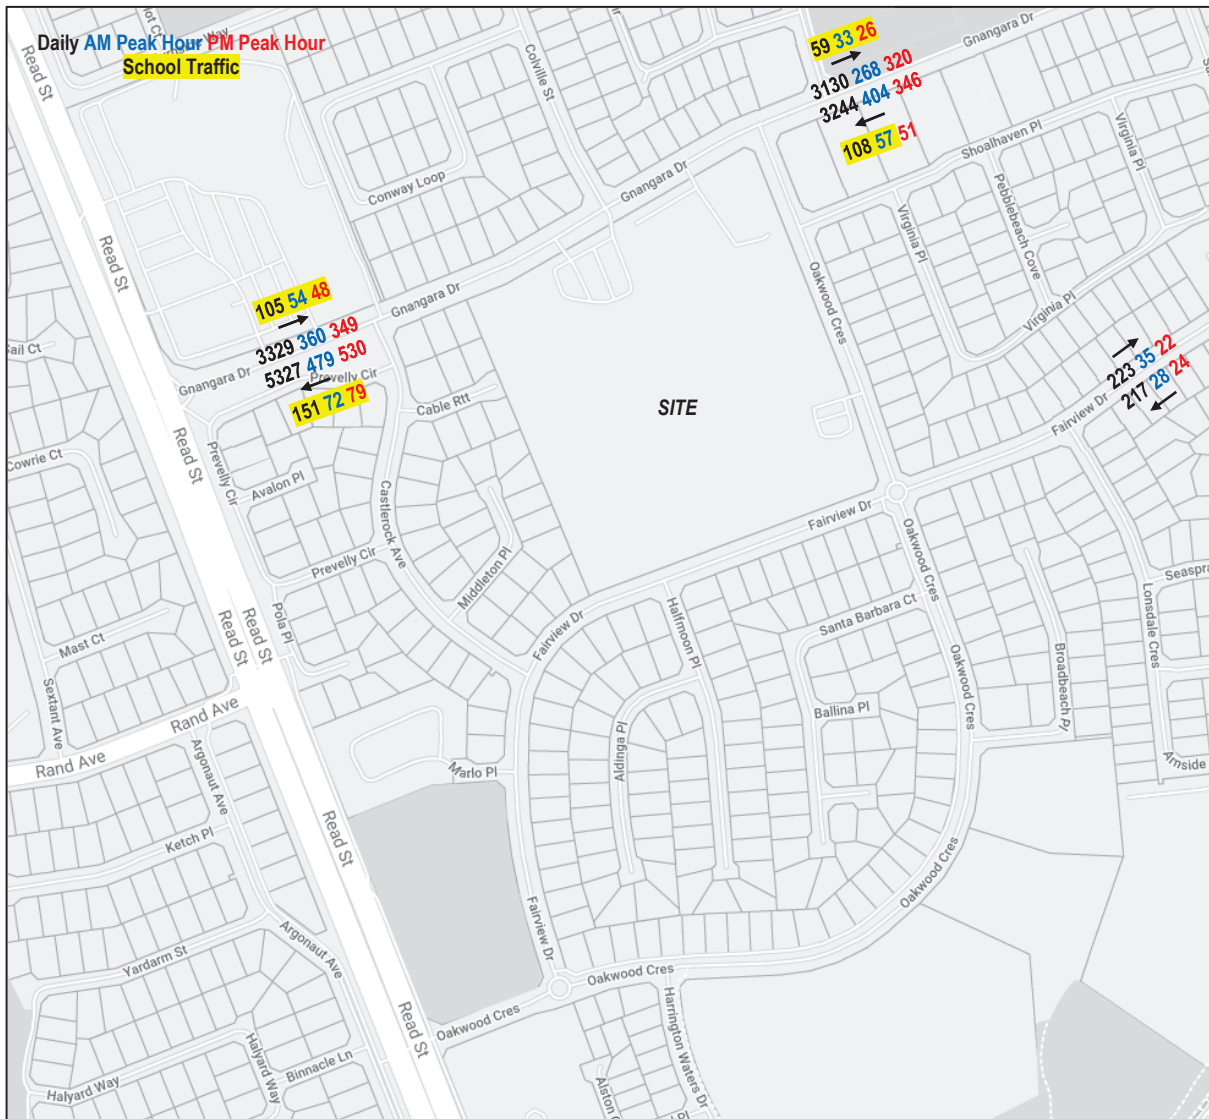 Daily AM Peak Hour PM Peak Hour
School Traffic
Read St
Colville St
Gnangara Dr
59 33 26
3130 268 320
3244 404 346
108 57 51
Shoalhaven Pl
Virginia Pl
Conway Loop
Gnangara Dr
Pebblebeach Cove
Virginia Pl
Read St
Oakwood Cres
Virginia Pl
105 54 48
Gnangara Dr
3329 360 349
5327 479 530
Gnangara Dr
Prevelly Cir
151 72 79
Cable Rtt
SITE
223 35 22
217 28 24
Fairview Dr
Read St
Cowrie Ct
Prevelly Cir
Avalon Pl
Castlerock Ave
Fairview Dr
Oakwood Cres
Prevelly Cir
Middleton Pl
Pola Pl
Read St
Read St
Mast Ct
Halfmoon Pl
Santa Barbara Ct
Lonsdale Cres
Fairview Dr
Sextant Ave
Rand Ave
Rand Ave
Argonaut Ave
Oakwood Cres
Broadbeach Py
Ballina Pl
Aldinga Pl
Marlo Pl
Arnside
Ketch Pl
Read St
Oakwood Cres
Fairview Dr
Argonaut Ave
Yardarm St
Oakwood Cres
Oakwood Cres
Harrington Waters Dr
Read St
Halyard Way
Halyard Way
Binnacle Ln
Alston